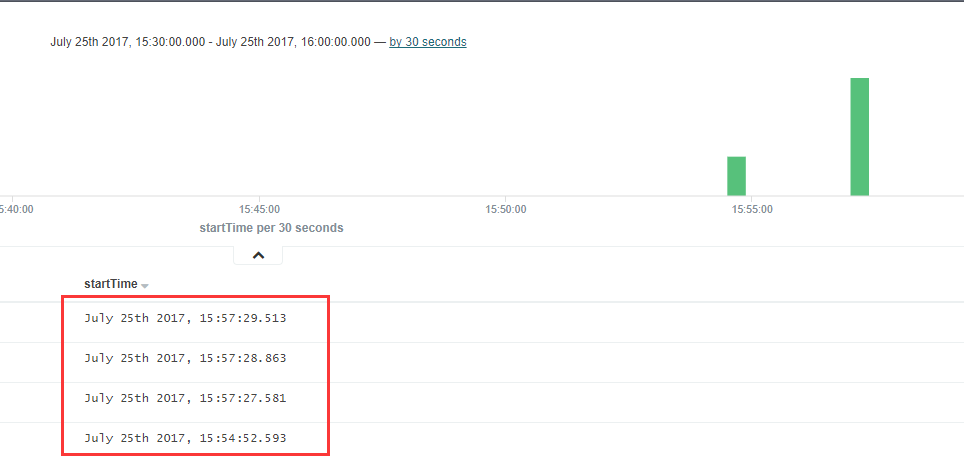 July 25th 2017, 15:30:00.000 - July 25th 2017, 16:00:00.000 — by 30 seconds
5:40:00 15:45:00 15:50:00 15:55:00
startTime per 30 seconds
startTime
July 25th 2017, 15:57:29.513
July 25th 2017, 15:57:28.863
July 25th 2017, 15:57:27.581
July 25th 2017, 15:54:52.593